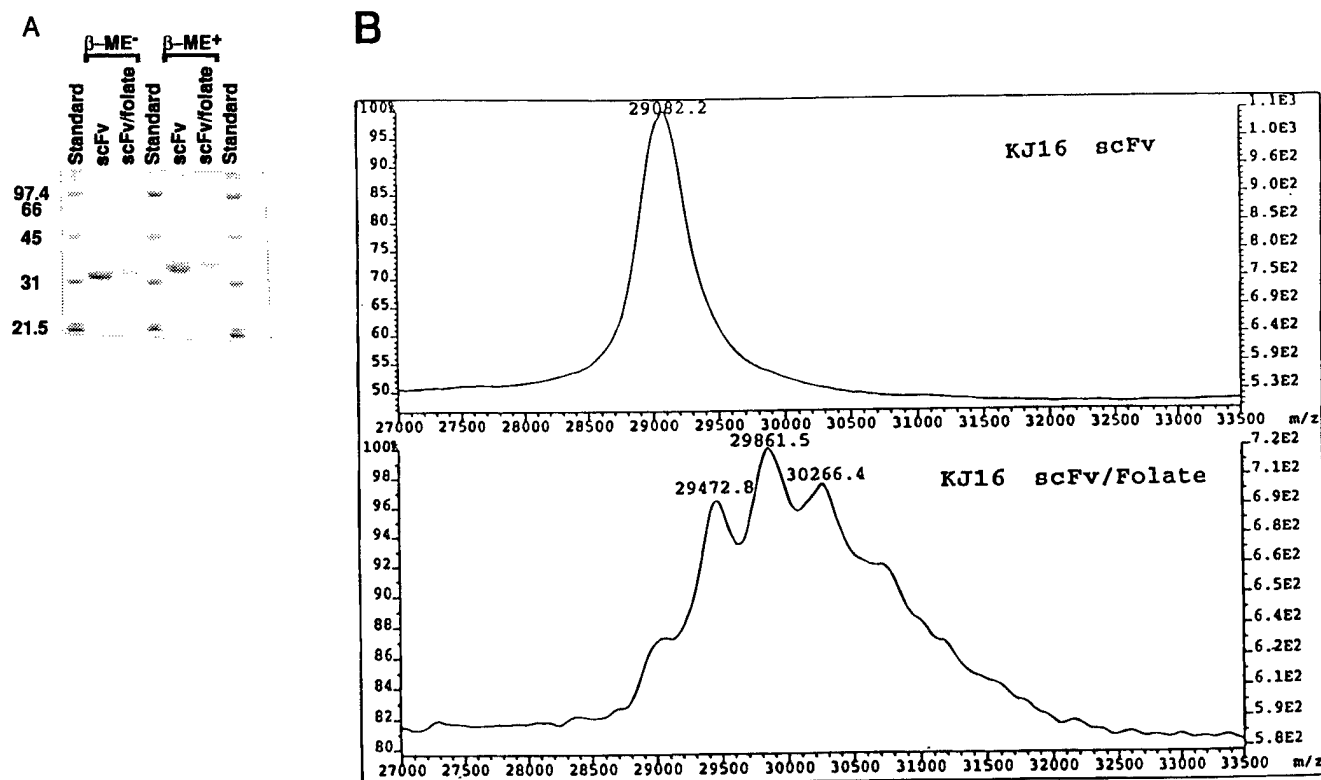 A
β-ME- β-ME+
Standard
scFv
scFv/folate
Standard
scFv
scFv/folate
Standard
97.4
66
45
31
21.5
B
100%
95
90
85
80
75
70
65
60
55
50
29082.2
KJ16 scFv
1.1E3
1.0E3
9.6E2
9.0E2
8.5E2
8.0E2
7.5E2
6.9E2
6.4E2
5.9E2
5.3E2
27000 27500 28000 28500 29000 29500 30000 30500 31000 31500 32000 32500 33000 33500 m/z
100%
98
96
94
92
90
88
86
84
82
80
29861.5
29472.8
30266.4
KJ16 scFv/Folate
7.2E2
7.1E2
6.9E2
6.8E2
6.6E2
6.5E2
6.4E2
6.2E2
6.1E2
5.9E2
5.8E2
27000 27500 28000 28500 29000 29500 30000 30500 31000 31500 32000 32500 33000 33500 m/z